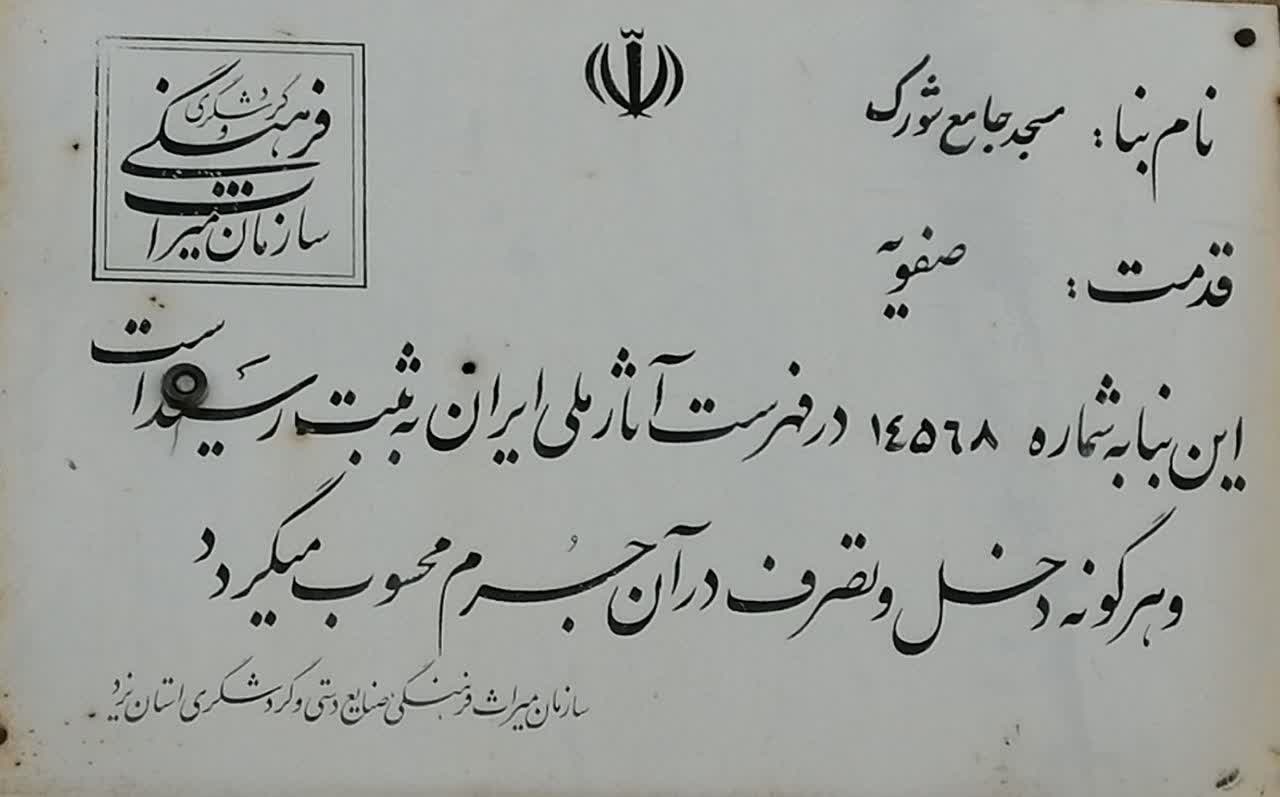 نام بنا: مسجد جامع شورک
قدمت: صفویه
این بنا به شماره ۱٤۵٦۸ در فهرست آثار ملی ایران به ثبت رسیده است
و هرگونه دخل و تصرف در آن جُرم محسوب میگردد
سازمان میراث فرهنگی صنایع دستی و گردشگری استان یزد
سازمان میراث
فرهنگی
و گردشگری